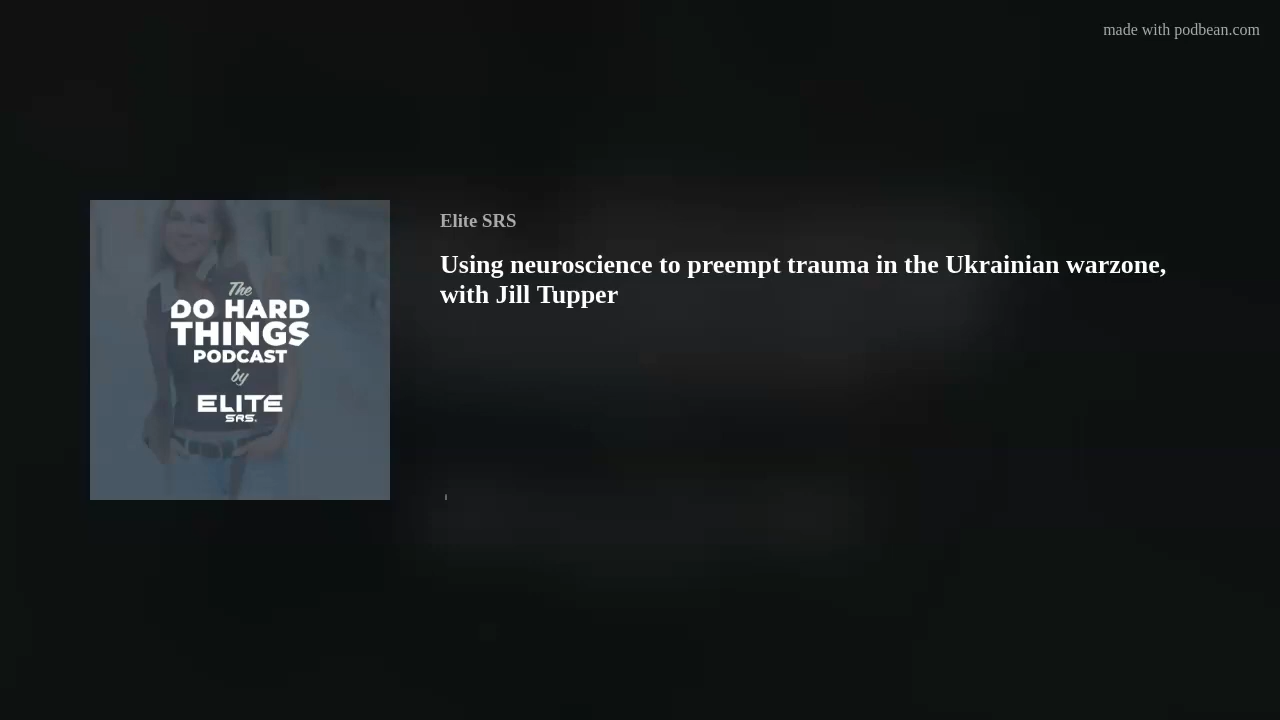 made with podbean.com
Elite SRS
Using neuroscience to preempt trauma in the Ukrainian warzone,
with Jill Tupper
The
DO HARD
THINGS
PODCAST
by
ELITE
SRS